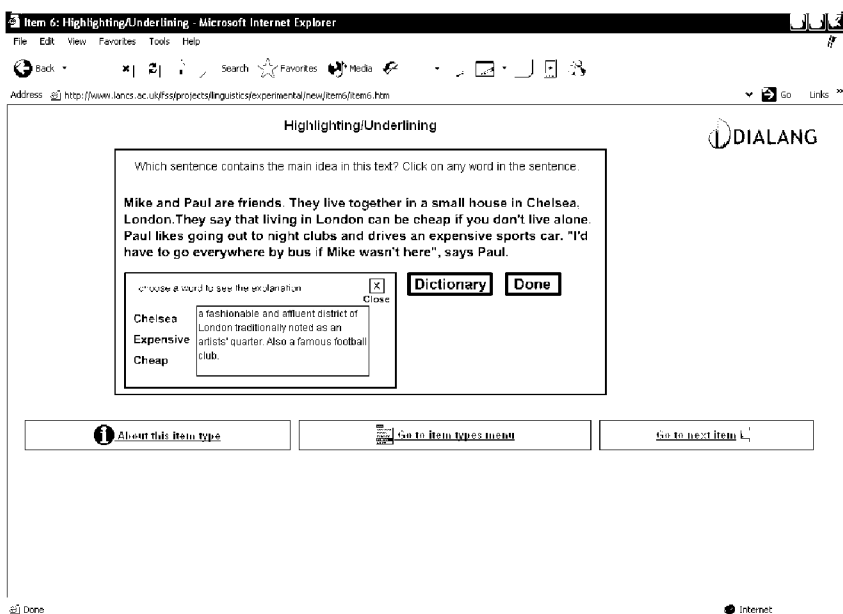 Item 6: Highlighting/Underlining - Microsoft Internet Explorer
File Edit View Favorites Tools Help
Back Search Favorites Media
Address http://www.lancs.ac.uk/fss/projects/linguistics/experimental/new/item6/item6.htm Go Links »
Highlighting/Underlining
DIALANG
Which sentence contains the main idea in this text? Click on any word in the sentence.
Mike and Paul are friends. They live together in a small house in Chelsea,
London.They say that living in London can be cheap if you don't live alone.
Paul likes going out to night clubs and drives an expensive sports car. "I'd
have to go everywhere by bus if Mike wasn't here", says Paul.
choose a word to see the explanation X
Close
Dictionary Done
Chelsea
Expensive
Cheap
a fashionable and affluent district of
London traditionally noted as an
artists' quarter. Also a famous football
club.
About this item type Go to item types menu Go to next item
Done Internet